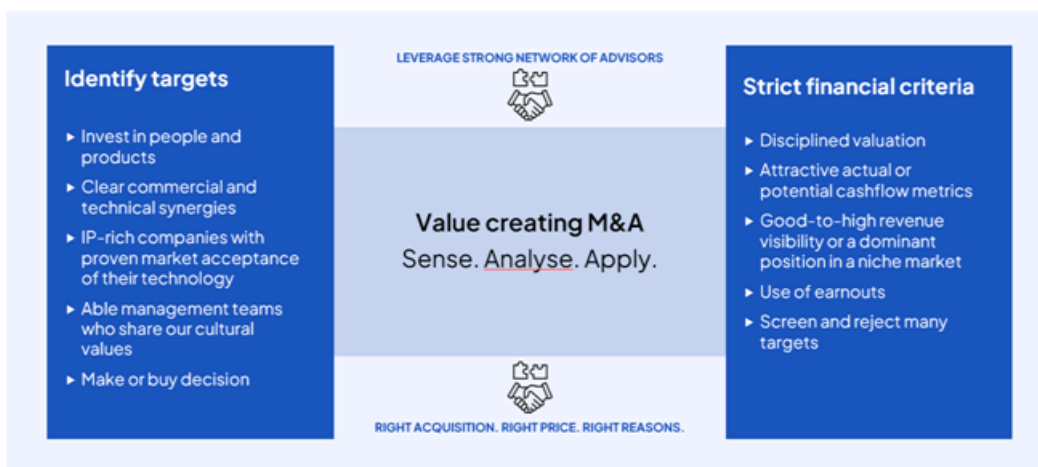 Identify targets
► Invest in people and
products
► Clear commercial and
technical synergies
► IP-rich companies with
proven market acceptance
of their technology
► Able management teams
who share our cultural
values
► Make or buy decision
LEVERAGE STRONG NETWORK OF ADVISORS
Value creating M&A
Sense. Analyse. Apply.
RIGHT ACQUISITION. RIGHT PRICE. RIGHT REASONS.
Strict financial criteria
► Disciplined valuation
► Attractive actual or
potential cashflow metrics
► Good-to-high revenue
visibility or a dominant
position in a niche market
► Use of earnouts
► Screen and reject many
targets